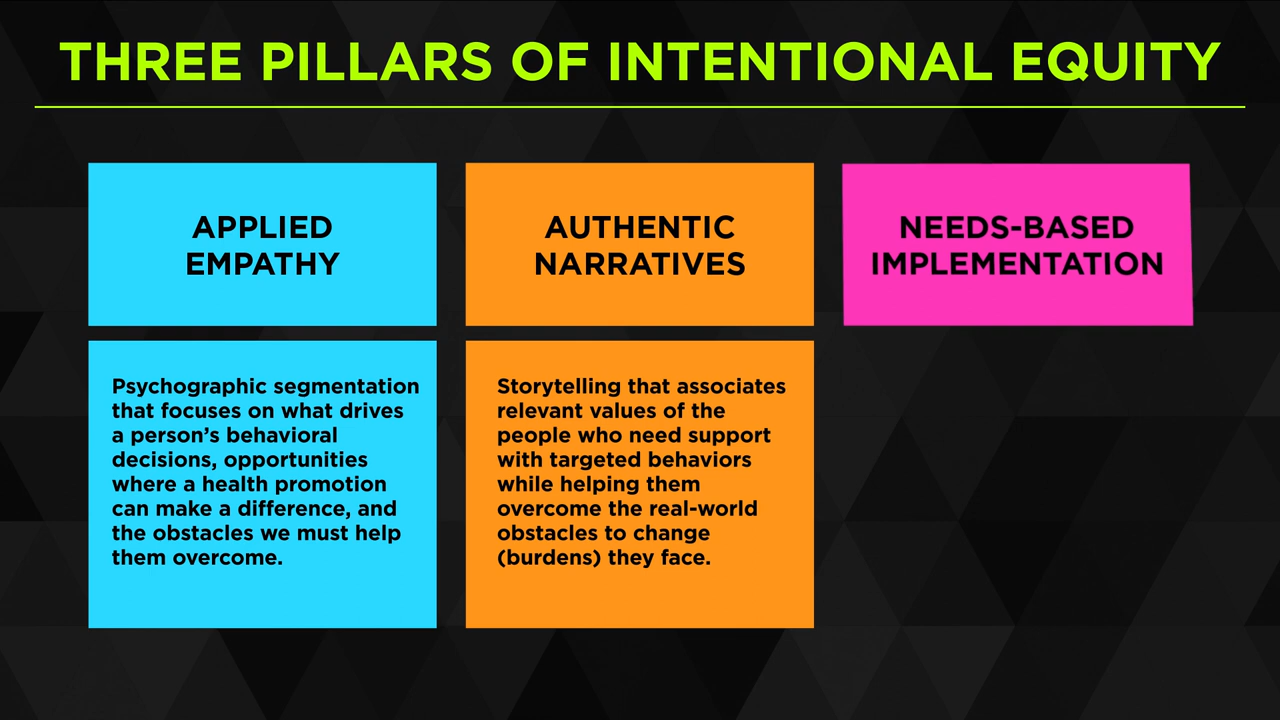 THREE PILLARS OF INTENTIONAL EQUITY
APPLIED
EMPATHY
Psychographic segmentation
that focuses on what drives
a person’s behavioral
decisions, opportunities
where a health promotion
can make a difference, and
the obstacles we must help
them overcome.
AUTHENTIC
NARRATIVES
Storytelling that associates
relevant values of the
people who need support
with targeted behaviors
while helping them
overcome the real-world
obstacles to change
(burdens) they face.
NEEDS-BASED
IMPLEMENTATION